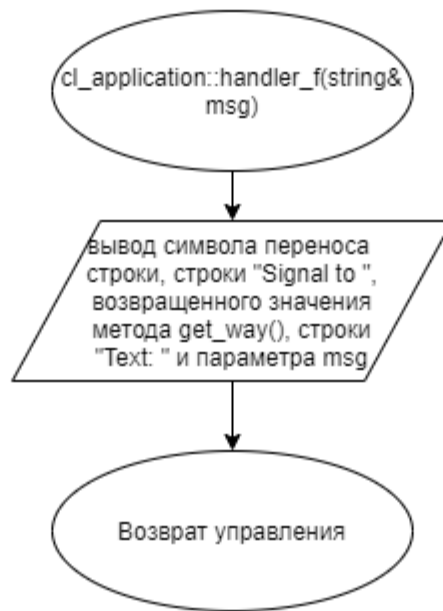 cl_application::handler_f(string&
msg)
вывод символа переноса
строки, строки "Signal to ",
возвращенного значения
метода get_way(), строки
"Text: " и параметра msg
Возврат управления